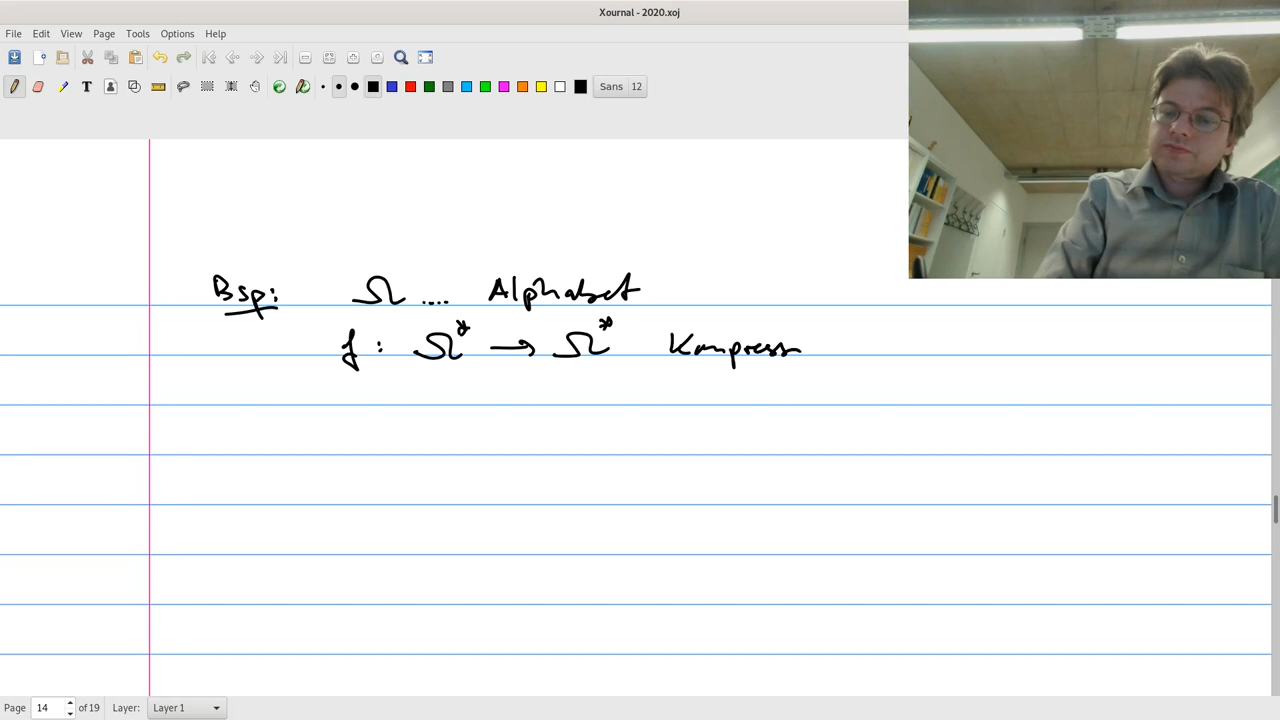 Xournal - 2020.xoj
File Edit View Page Tools Options Help
T
Sans 12
Bsp: Ω .... Alphabet
f : Ω* → Ω* Kompress
Page 14 of 19 Layer: Layer 1